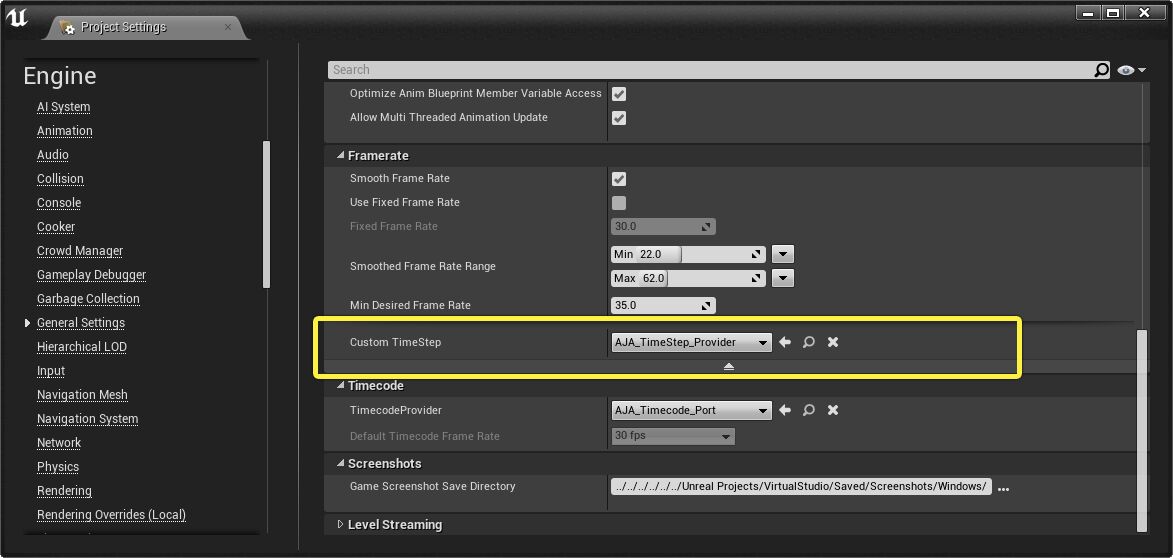 Project Settings
Engine
AI System
Animation
Audio
Collision
Console
Cooker
Crowd Manager
Gameplay Debugger
Garbage Collection
General Settings
Hierarchical LOD
Input
Navigation Mesh
Navigation System
Network
Physics
Rendering
Rendering Overrides (Local)
Search
Optimize Anim Blueprint Member Variable Access
Allow Multi Threaded Animation Update
Framerate
Smooth Frame Rate
Use Fixed Frame Rate
Fixed Frame Rate 30.0
Smoothed Frame Rate Range
Min 22.0
Max 62.0
Min Desired Frame Rate 35.0
Custom TimeStep AJA_TimeStep_Provider
Timecode
TimecodeProvider AJA_Timecode_Port
Default Timecode Frame Rate 30 fps
Screenshots
Game Screenshot Save Directory ../../../../../../Unreal Projects/VirtualStudio/Saved/Screenshots/Windows/ ...
Level Streaming